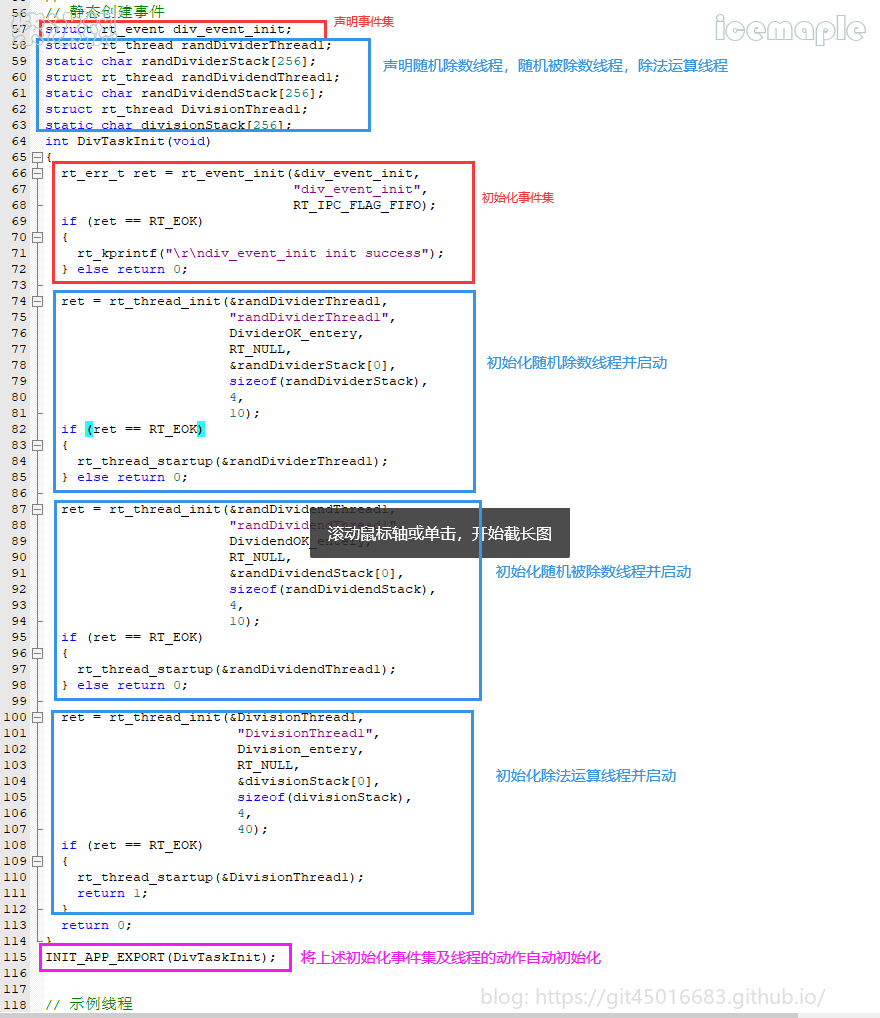 56 // 静态创建事件
57 struct rt_event div_event_init; 声明事件集
icemaple
58 struct rt_thread randDividerThread1;
59 static char randDividerStack[256]; 声明随机除数线程，随机被除数线程，除法运算线程
60 struct rt_thread randDividendThread1;
61 static char randDividendStack[256];
62 struct rt_thread DivisionThread1;
63 static char divisionStack[256];
64 int DivTaskInit(void)
65 {
66 rt_err_t ret = rt_event_init(&div_event_init,
67 "div_event_init",
68 RT_IPC_FLAG_FIFO); 初始化事件集
69 if (ret == RT_EOK)
70 {
71 rt_kprintf("\r\ndiv_event_init init success");
72 } else return 0;
73
74 ret = rt_thread_init(&randDividerThread1,
75 "randDividerThread1",
76 DividerOK_entery,
77 RT_NULL,
78 &randDividerStack[0], 初始化随机除数线程并启动
79 sizeof(randDividerStack),
80 4,
81 10);
82 if (ret == RT_EOK)
83 {
84 rt_thread_startup(&randDividerThread1);
85 } else return 0;
86
87 ret = rt_thread_init(&randDividendThread1,
88 "randDividendThread1",
滚动鼠标轴或单击，开始截长图
89 DividendOK_entery,
90 RT_NULL,
91 &randDividendStack[0], 初始化随机被除数线程并启动
92 sizeof(randDividendStack),
93 4,
94 10);
95 if (ret == RT_EOK)
96 {
97 rt_thread_startup(&randDividendThread1);
98 } else return 0;
99
100 ret = rt_thread_init(&DivisionThread1,
101 "DivisionThread1",
102 Division_entery,
103 RT_NULL,
104 &divisionStack[0], 初始化除法运算线程并启动
105 sizeof(divisionStack),
106 4,
107 40);
108 if (ret == RT_EOK)
109 {
110 rt_thread_startup(&DivisionThread1);
111 return 1;
112 }
113 return 0;
114 }
115 INIT_APP_EXPORT(DivTaskInit); 将上述初始化事件集及线程的动作自动初始化
116
117
118 // 示例线程
blog: https://git45016683.github.io/